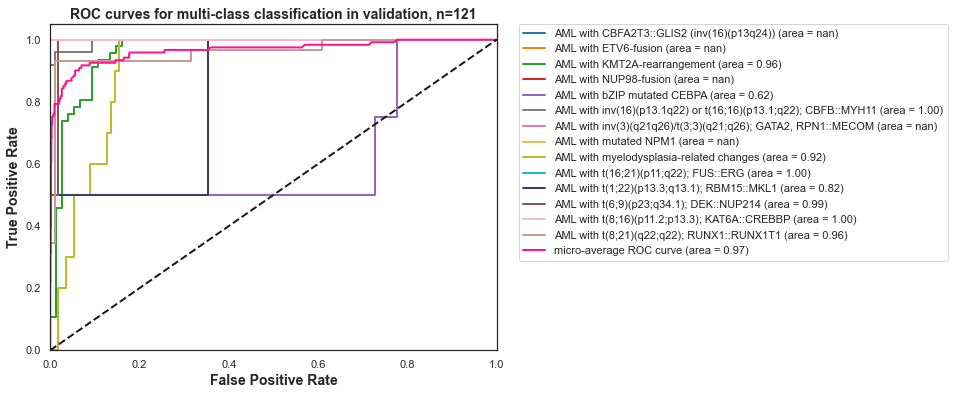 ROC curves for multi-class classification in validation, n=121
True Positive Rate
1.0
0.8
0.6
0.4
0.2
0.0
0.0 0.2 0.4 0.6 0.8 1.0
False Positive Rate
AML with CBFA2T3::GLIS2 (inv(16)(p13q24)) (area = nan)
AML with ETV6-fusion (area = nan)
AML with KMT2A-rearrangement (area = 0.96)
AML with NUP98-fusion (area = nan)
AML with bZIP mutated CEBPA (area = 0.62)
AML with inv(16)(p13.1q22) or t(16;16)(p13.1;q22); CBFB::MYH11 (area = 1.00)
AML with inv(3)(q21q26)/t(3;3)(q21;q26); GATA2, RPN1::MECOM (area = nan)
AML with mutated NPM1 (area = nan)
AML with myelodysplasia-related changes (area = 0.92)
AML with t(16;21)(p11;q22); FUS::ERG (area = 1.00)
AML with t(1;22)(p13.3;q13.1); RBM15::MKL1 (area = 0.82)
AML with t(6;9)(p23;q34.1); DEK::NUP214 (area = 0.99)
AML with t(8;16)(p11.2;p13.3); KAT6A::CREBBP (area = 1.00)
AML with t(8;21)(q22;q22); RUNX1::RUNX1T1 (area = 0.96)
micro-average ROC curve (area = 0.97)